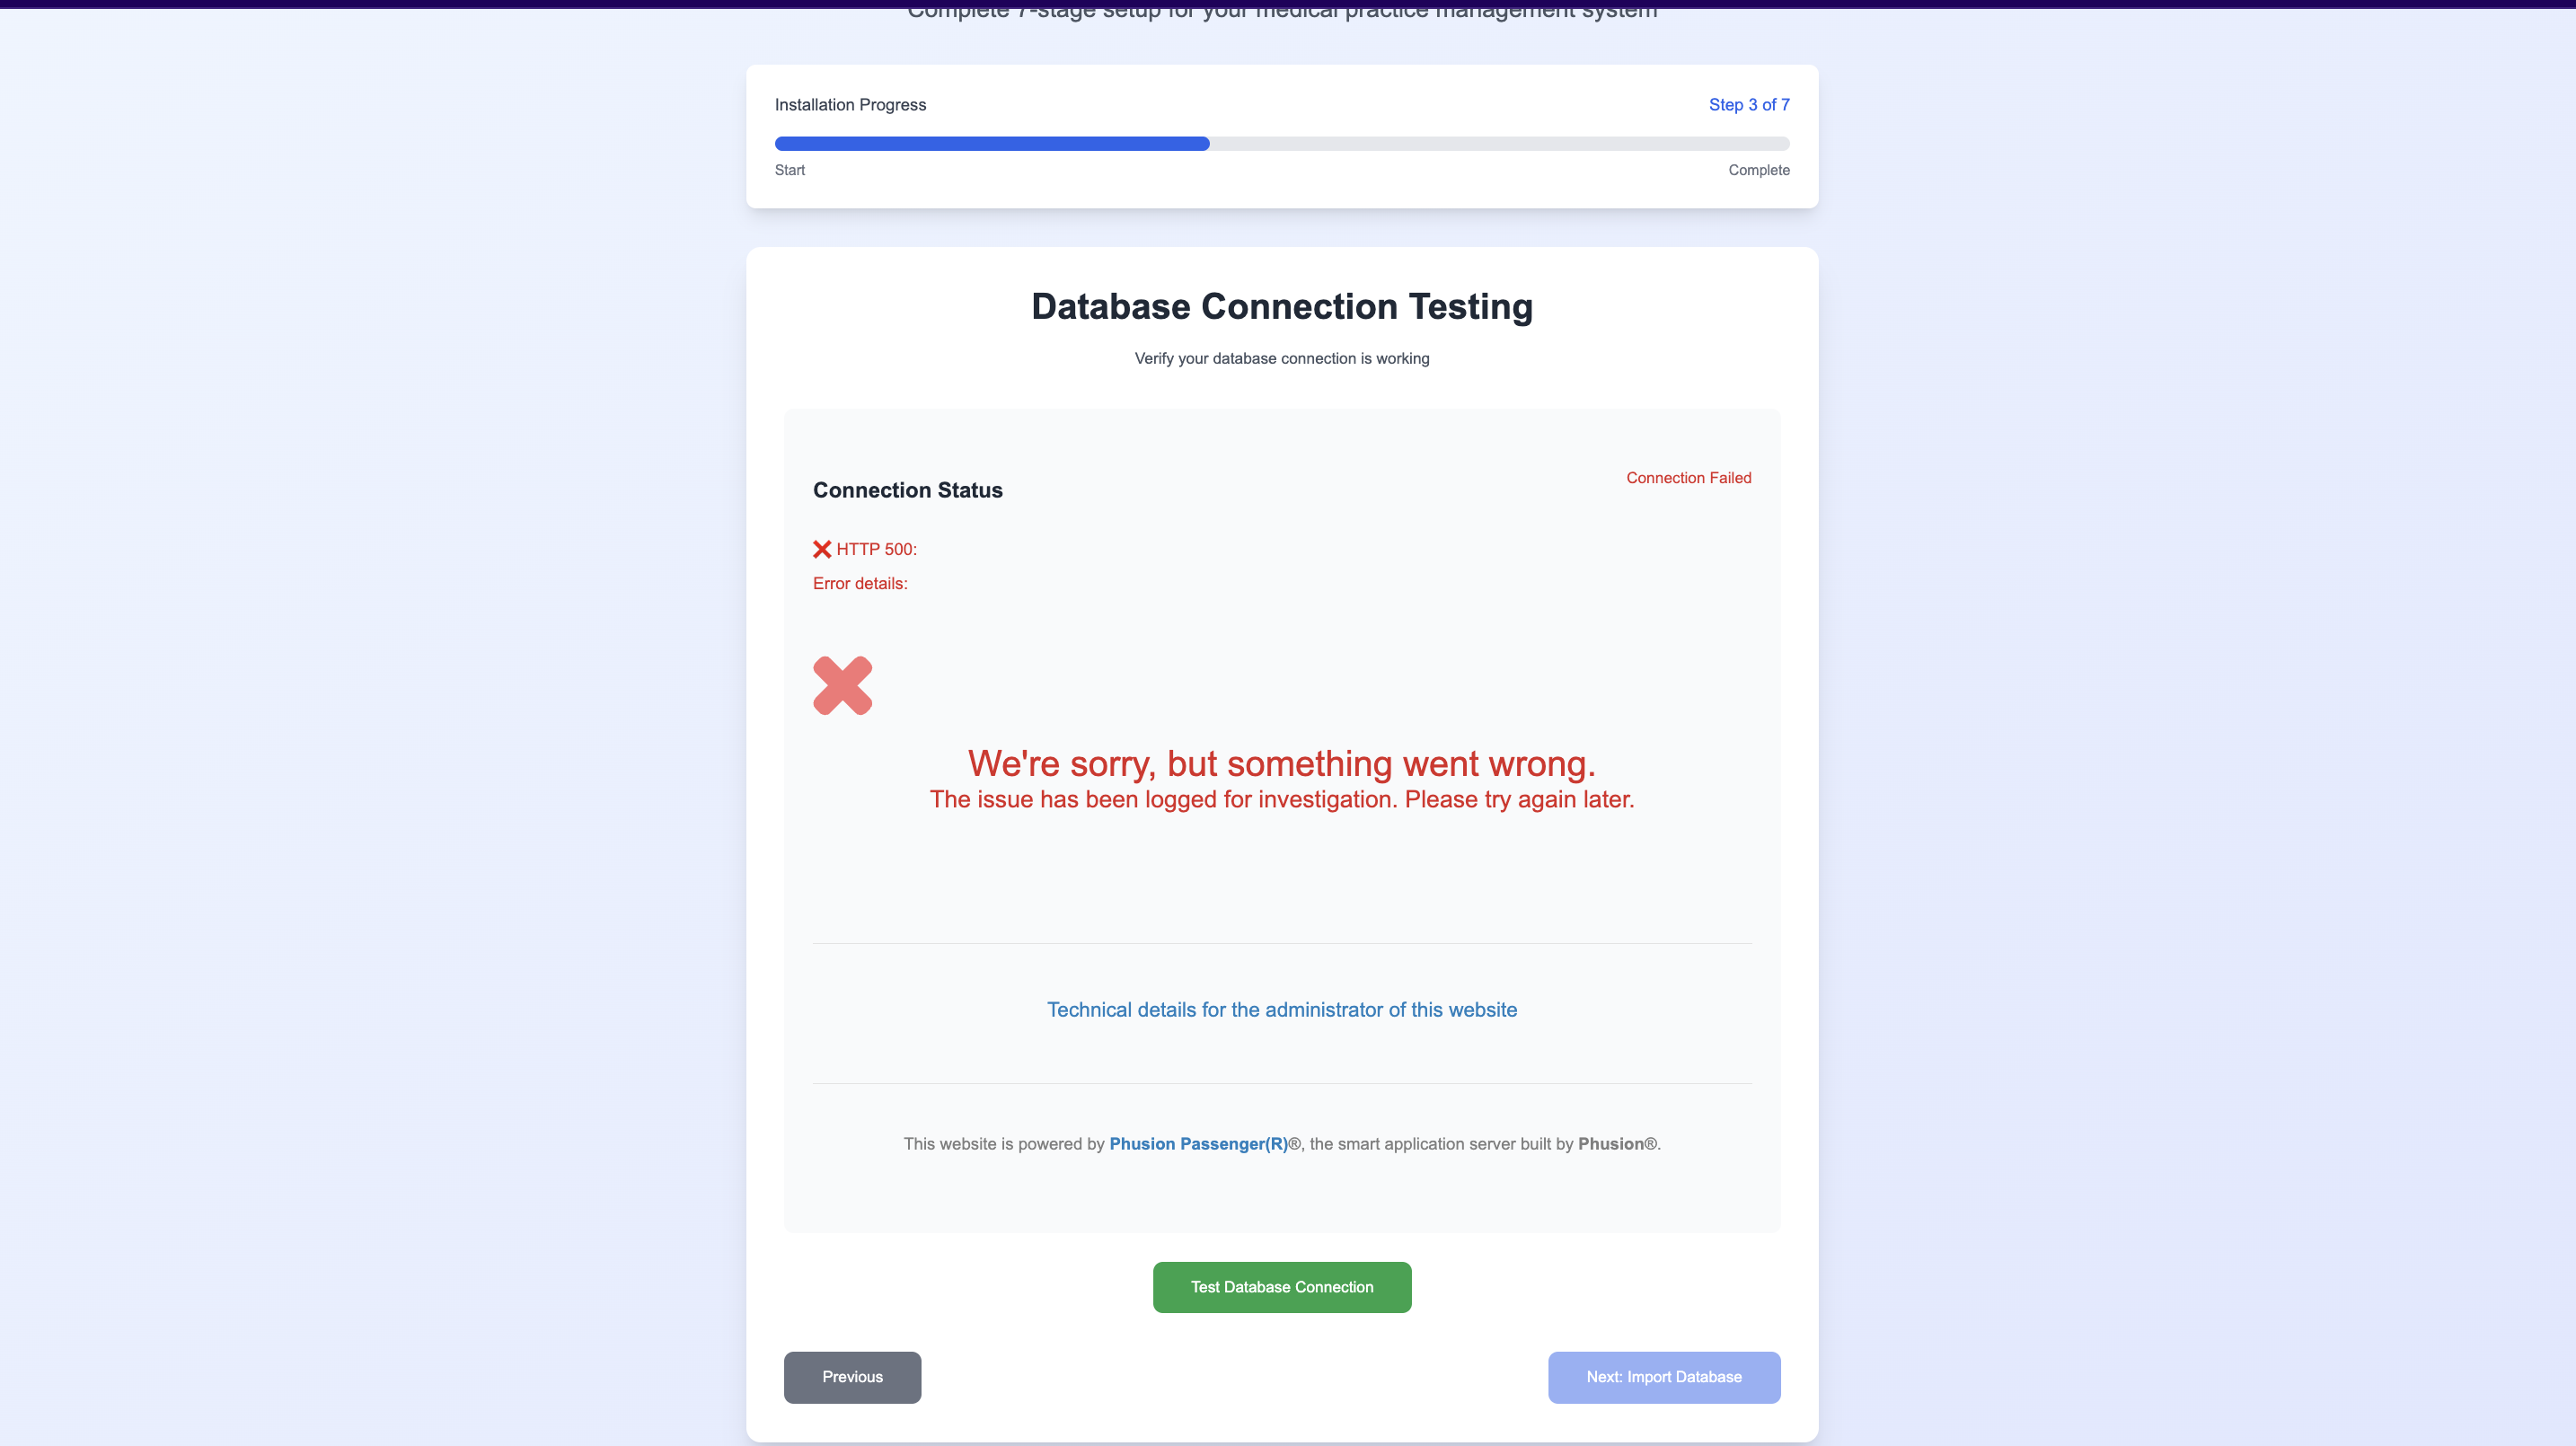 Complete 7-stage setup for your medical practice management system
Installation Progress
Step 3 of 7
Start
Complete
Database Connection Testing
Verify your database connection is working
Connection Status
Connection Failed
❌ HTTP 500:
Error details:
We're sorry, but something went wrong.
The issue has been logged for investigation. Please try again later.
Technical details for the administrator of this website
This website is powered by Phusion Passenger(R)®, the smart application server built by Phusion®.
Test Database Connection
Previous
Next: Import Database